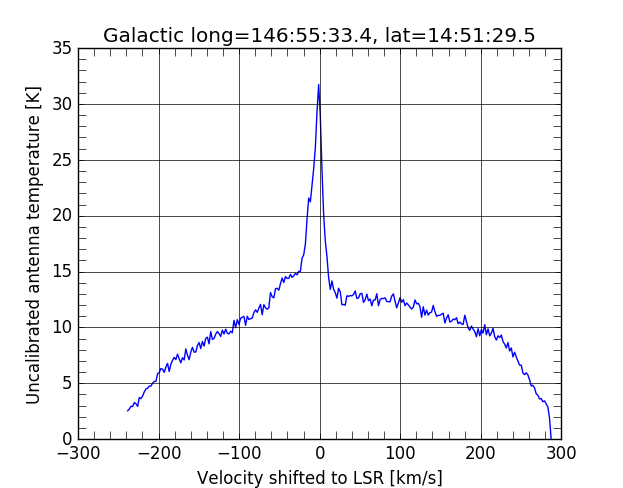 Galactic long=146:55:33.4, lat=14:51:29.5
Uncalibrated antenna temperature [K]
35
30
25
20
15
10
5
0
−300 −200 −100 0 100 200 300
Velocity shifted to LSR [km/s]